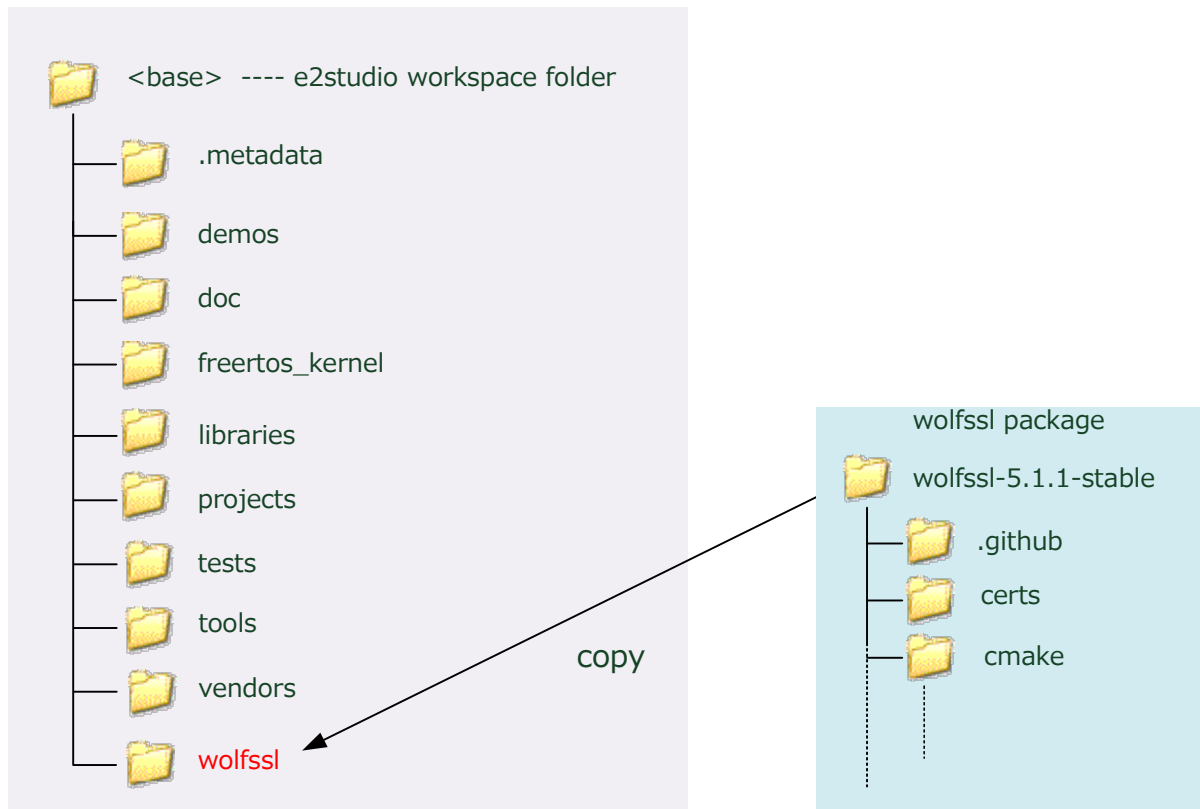 <base> ---- e2studio workspace folder
.metadata
demos
doc
freertos_kernel
libraries
projects
tests
tools
vendors
wolfssl
copy
wolfssl package
wolfssl-5.1.1-stable
.github
certs
cmake